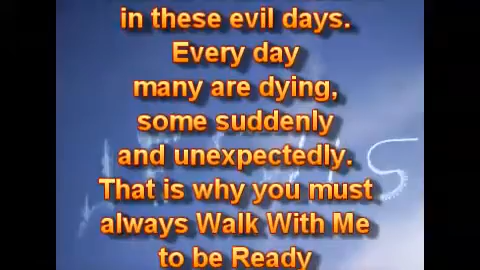 in these evil days.
Every day
many are dying,
some suddenly
and unexpectedly.
That is why you must
always Walk With Me
to be Ready